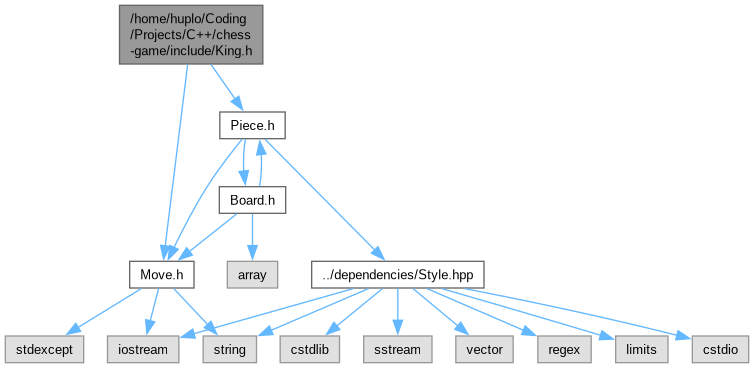 /home/huplo/Coding
/Projects/C++/chess
-game/include/King.h
Piece.h
Board.h
Move.h
array
../dependencies/Style.hpp
stdexcept
iostream
string
cstdlib
sstream
vector
regex
limits
cstdio